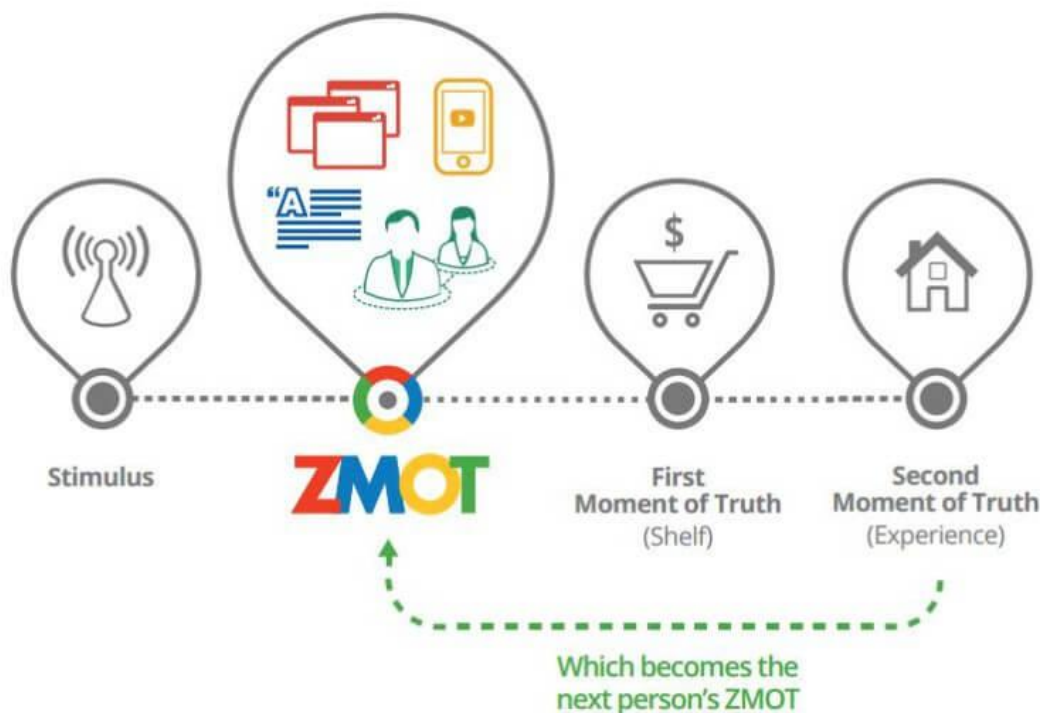 $
“A
Stimulus
ZMOT
First
Moment of Truth
(Shelf)
Second
Moment of Truth
(Experience)
Which becomes the
next person's ZMOT